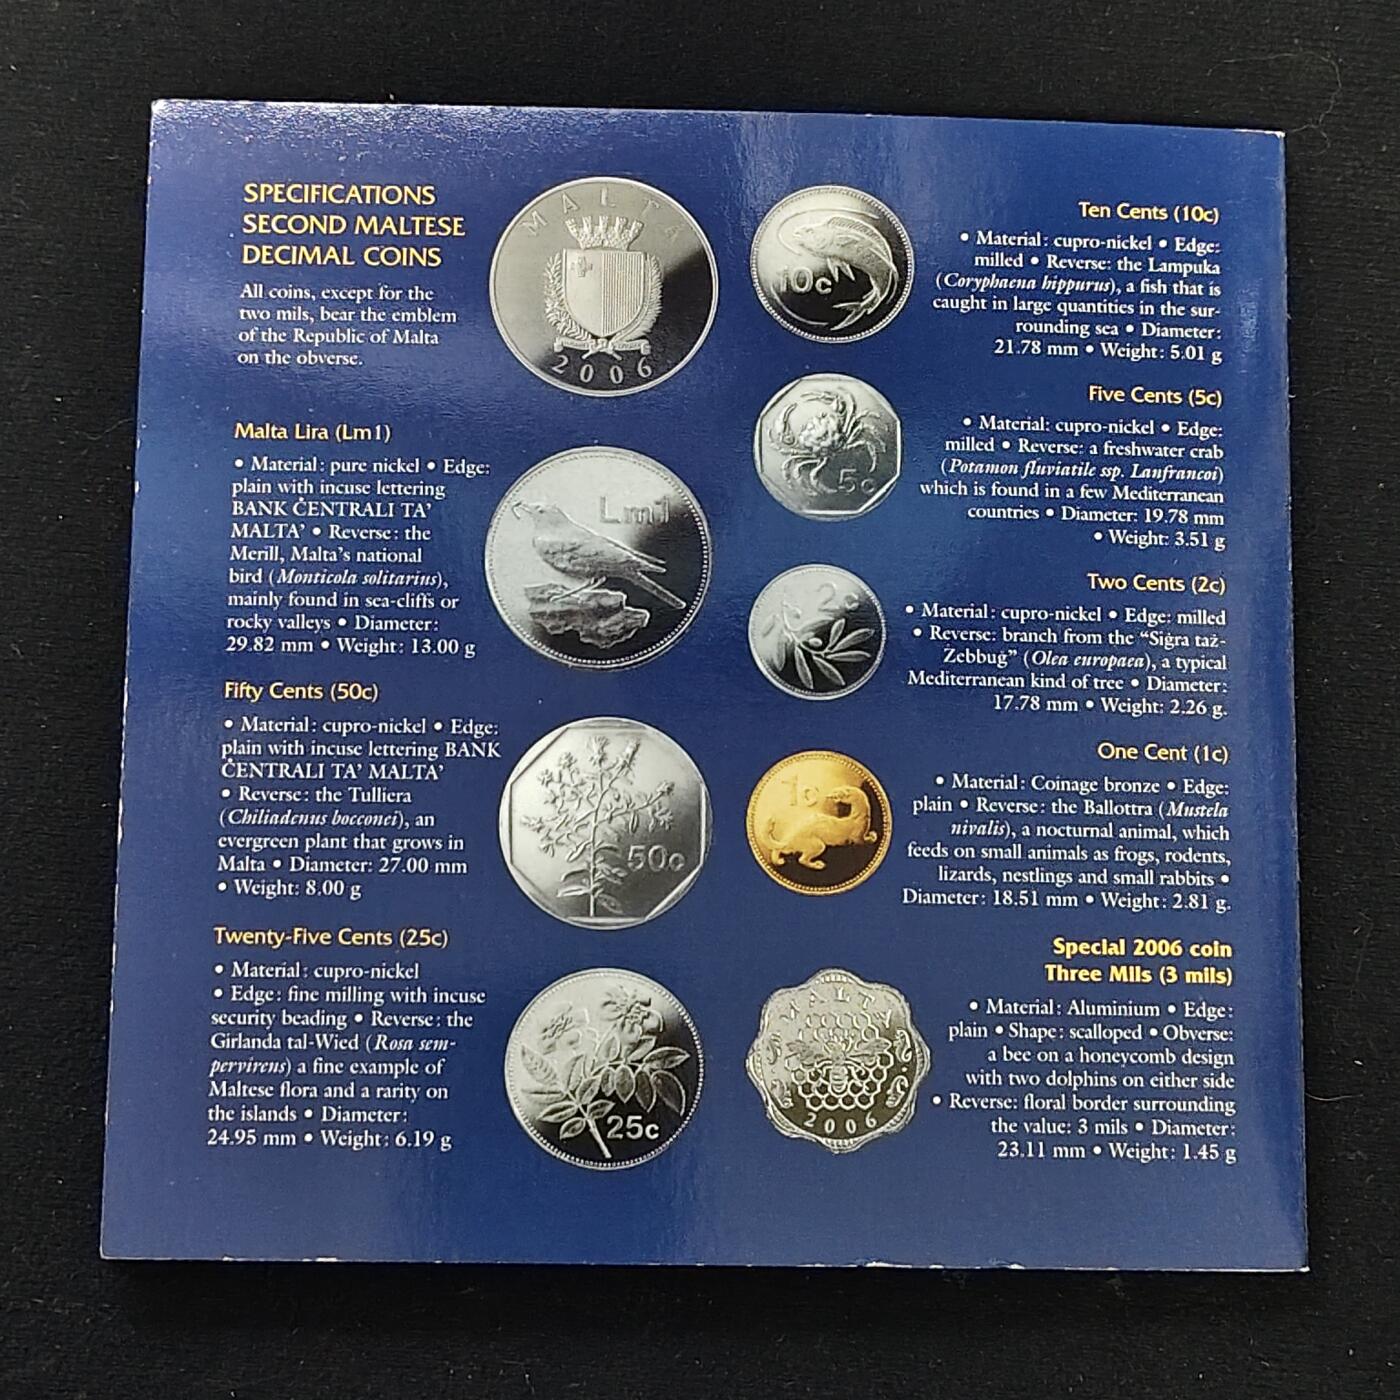 SPECIFICATIONS
SECOND MALTESE
DECIMAL COINS
All coins, except for the
two mils, bear the emblem
of the Republic of Malta
on the obverse.
Malta Lira (Lm1)
• Material: pure nickel • Edge:
plain with incuse lettering
BANK ĊENTRALI TA’
MALTA’ • Reverse: the
Merill, Malta’s national
bird (Monticola solitarius),
mainly found in sea-cliffs or
rocky valleys • Diameter:
29.82 mm • Weight: 13.00 g
Fifty Cents (50c)
• Material: cupro-nickel • Edge:
plain with incuse lettering BANK
ĊENTRALI TA’ MALTA’
• Reverse: the Tulliera
(Chiliadenus bocconei), an
evergreen plant that grows in
Malta • Diameter: 27.00 mm
• Weight: 8.00 g
Twenty-Five Cents (25c)
• Material: cupro-nickel
• Edge: fine milling with incuse
security beading • Reverse: the
Girlanda tal-Wied (Rosa sem-
pervirens) a fine example of
Maltese flora and a rarity on
the islands • Diameter:
24.95 mm • Weight: 6.19 g
MALTA
2006
Lm1
50c
25c
10c
5c
2c
1c
MALTA
2006
Ten Cents (10c)
• Material: cupro-nickel • Edge:
milled • Reverse: the Lampuka
(Coryphaena hippurus), a fish that is
caught in large quantities in the sur-
rounding sea • Diameter:
21.78 mm • Weight: 5.01 g
Five Cents (5c)
• Material: cupro-nickel • Edge:
milled • Reverse: a freshwater crab
(Potamon fluviatile ssp. Lanfrancoi)
which is found in a few Mediterranean
countries • Diameter: 19.78 mm
• Weight: 3.51 g
Two Cents (2c)
• Material: cupro-nickel • Edge: milled
• Reverse: branch from the “Siġra taż-
Żebbuġ” (Olea europaea), a typical
Mediterranean kind of tree • Diameter:
17.78 mm • Weight: 2.26 g.
One Cent (1c)
• Material: Coinage bronze • Edge:
plain • Reverse: the Ballottra (Mustela
nivalis), a nocturnal animal, which
feeds on small animals as frogs, rodents,
lizards, nestlings and small rabbits •
Diameter: 18.51 mm • Weight: 2.81 g.
Special 2006 coin
Three Mils (3 mils)
• Material: Aluminium • Edge:
plain • Shape: scalloped • Obverse:
a bee on a honeycomb design
with two dolphins on either side
• Reverse: floral border surrounding
the value: 3 mils • Diameter:
23.11 mm • Weight: 1.45 g